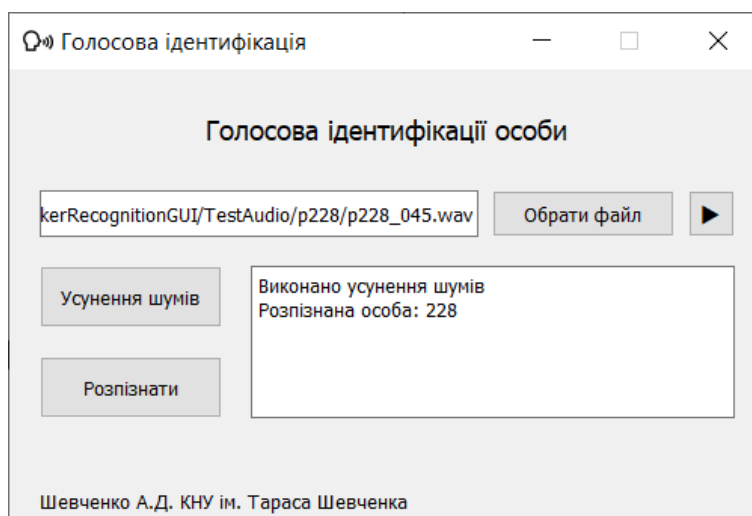 Голосова ідентифікація
Голосова ідентифікації особи
kerRecognitionGUI/TestAudio/p228/p228_045.wav
Обрати файл
Усунення шумів
Виконано усунення шумів
Розпізнана особа: 228
Розпізнати
Шевченко А.Д. КНУ ім. Тараса Шевченка